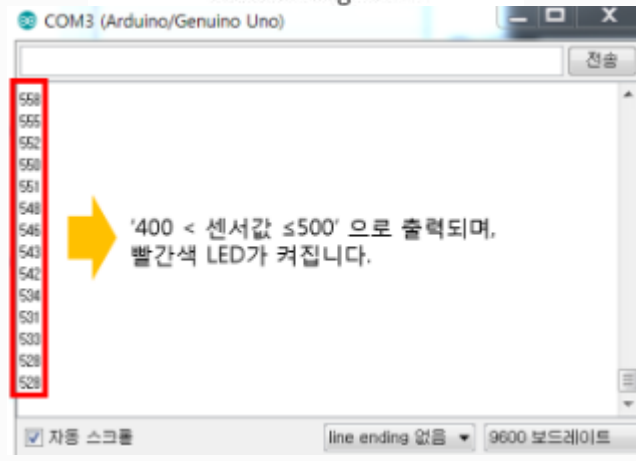 COM3 (Arduino/Genuino Uno)
전송
558
555
552
550
551
548
546
543
542
534
531
533
528
528
'400 < 센서값 ≤500' 으로 출력되며,
빨간색 LED가 켜집니다.
자동 스크롤
line ending 없음
9600 보드레이트